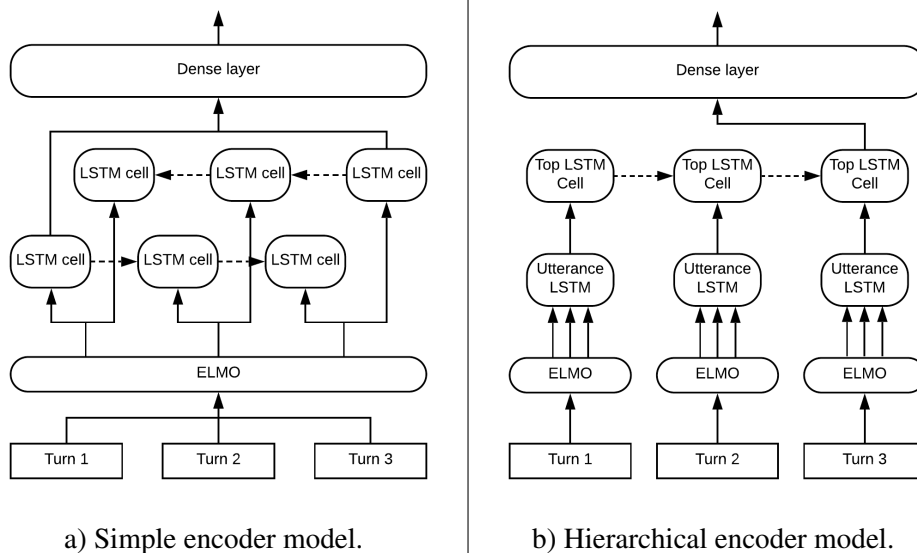 Dense layer
LSTM cell LSTM cell LSTM cell
LSTM cell LSTM cell LSTM cell
ELMO
Turn 1 Turn 2 Turn 3
a) Simple encoder model.
Dense layer
Top LSTM Top LSTM Top LSTM
Cell Cell Cell
Utterance Utterance Utterance
LSTM LSTM LSTM
ELMO ELMO ELMO
Turn 1 Turn 2 Turn 3
b) Hierarchical encoder model.